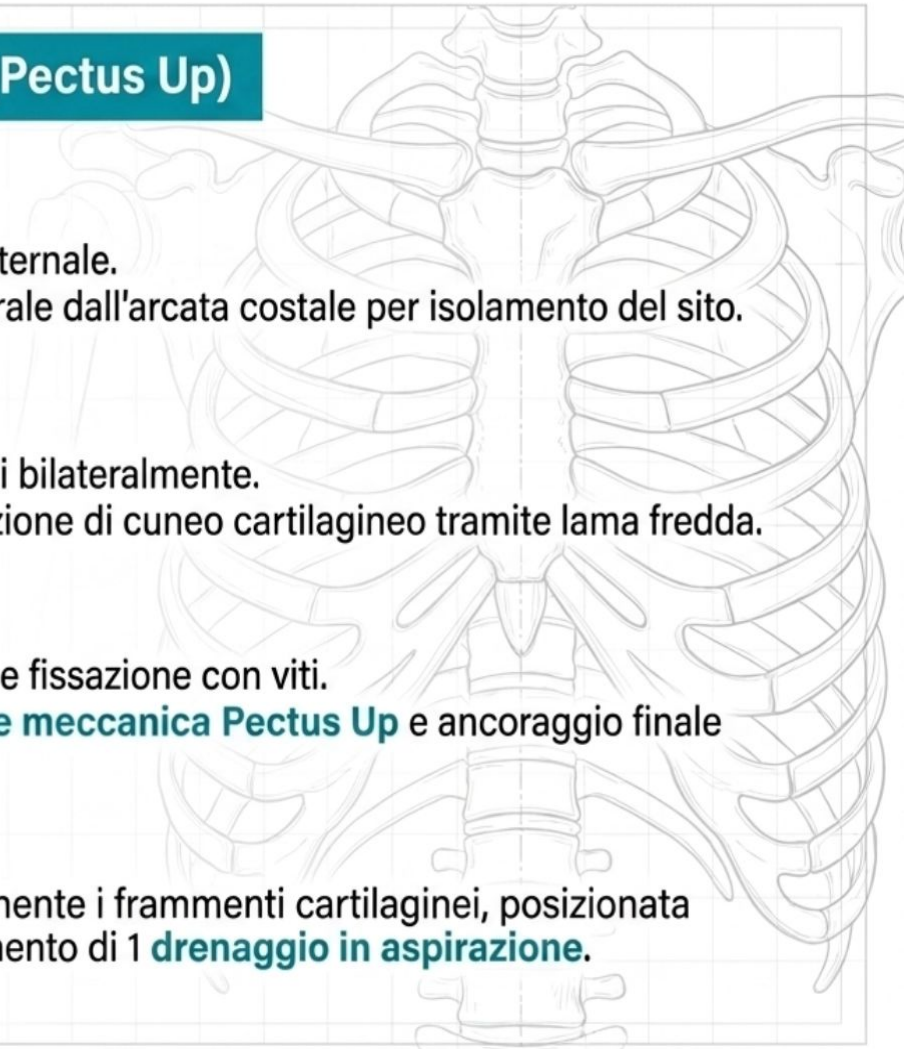 Pectus Up)
ternale.
rale dall'arcata costale per isolamento del sito.
i bilateralmente.
zione di cuneo cartilagineo tramite lama fredda.
e fissazione con viti.
e meccanica Pectus Up e ancoraggio finale
nente i frammenti cartilaginei, posizionata
ento di 1 drenaggio in aspirazione.